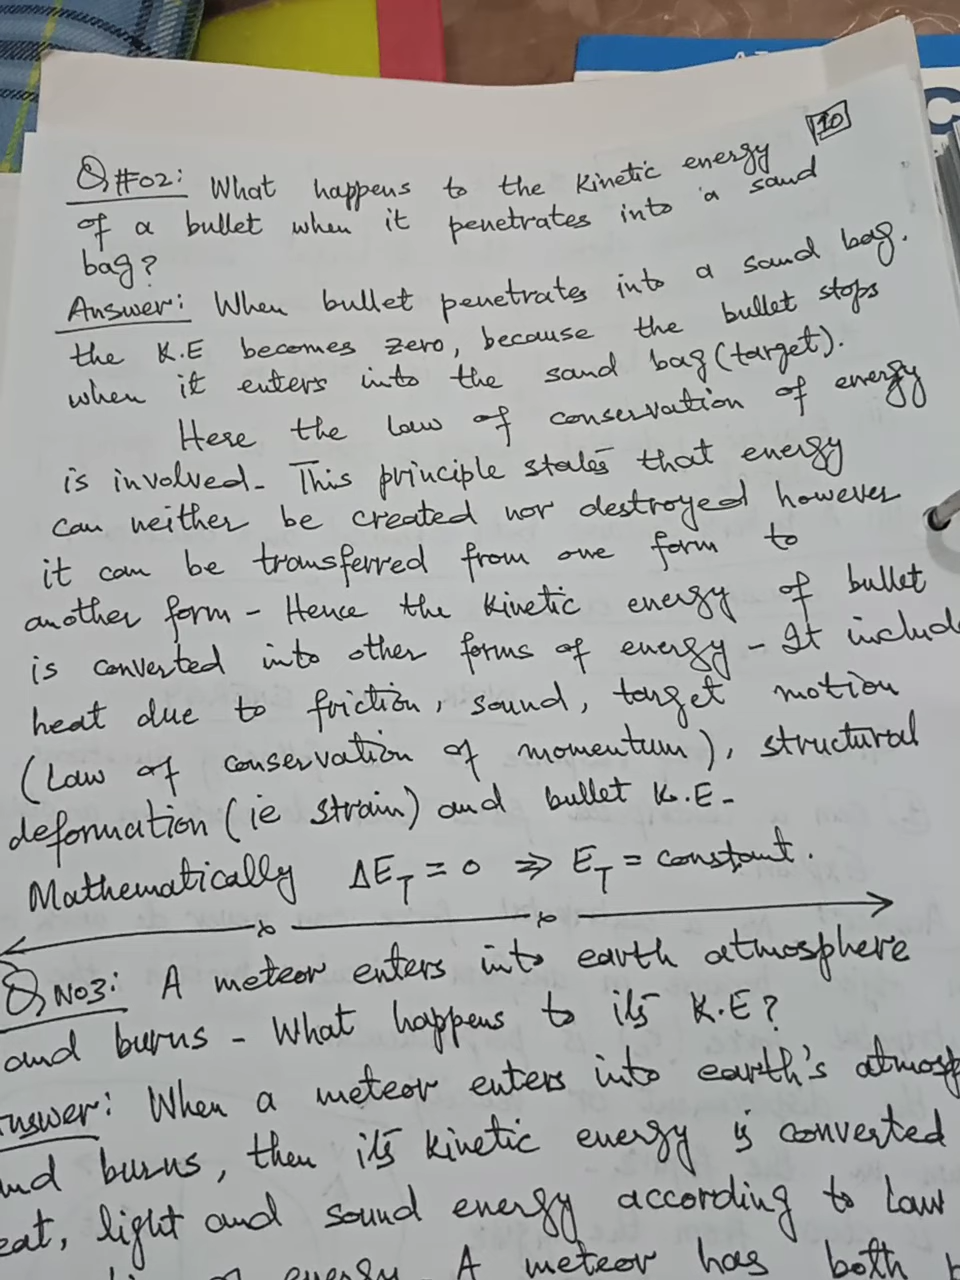 10
Q#02: What happens to the Kinetic energy
of a bullet when it penetrates into a sand
bag?
Answer: When bullet penetrates into a sand bag.
the K.E becomes zero, because the bullet stops
when it enters into the sand bag (target).
Here the law of conservation of energy
is involved. This principle states that energy
can neither be created nor destroyed however
it can be transferred from one form to
another form - Hence the Kinetic energy of bullet
is converted into other forms of energy - It includ
heat due to friction, sound, target motion
(Law of conservation of momentum), structural
deformation (ie strain) and bullet K.E-
Mathematically ΔE_T = 0 ⇒ E_T = constant.
Q No3: A meteor enters into earth atmosphere
and burns - What happens to its K.E?
nswer: When a meteor enters into earth's atmosp
nd burns, then its kinetic energy is converted
eat, light and sound energy according to Law
energy. A meteor has both